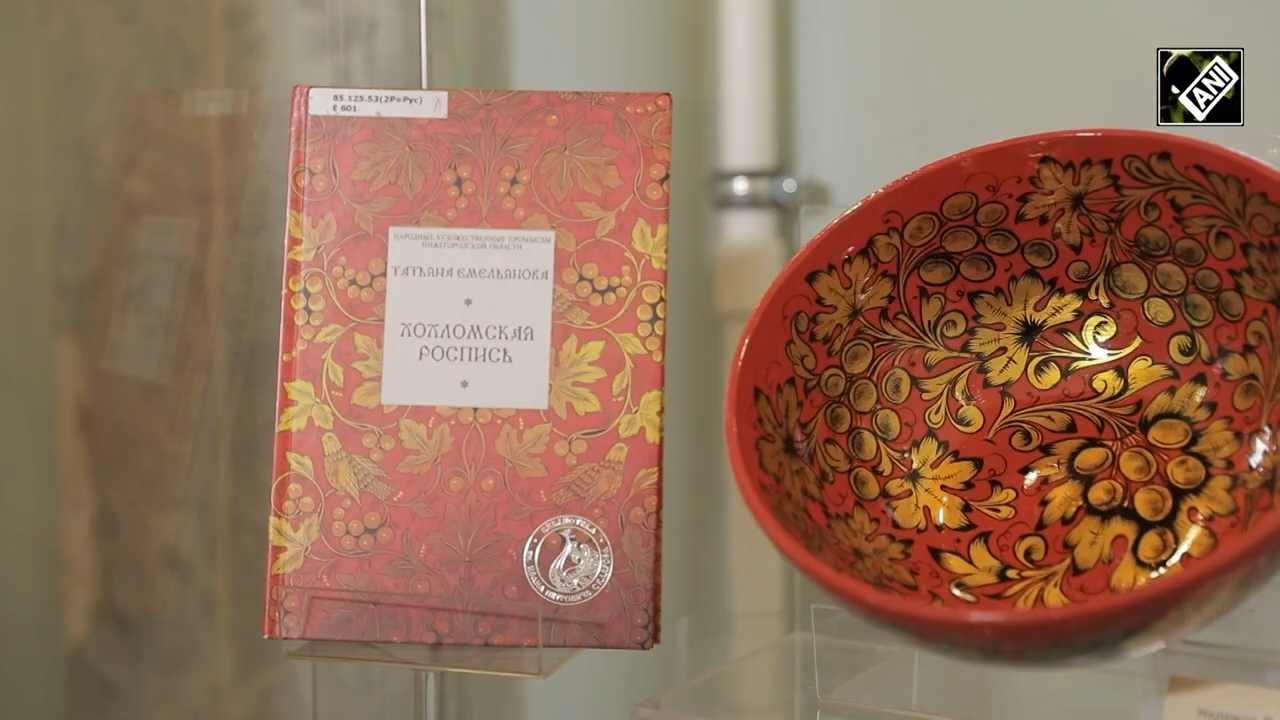 85.125.53(2Р=Рус)
Е 601
ANI
НАРОДНЫЕ ХУДОЖЕСТВЕННЫЕ ПРОМЫСЛЫ
НИЖЕГОРОДСКОЙ ОБЛАСТИ
ТАТЬЯНА ЕМЕЛЬЯНОВА
ХОХЛОМСКАЯ
РОСПИСЬ